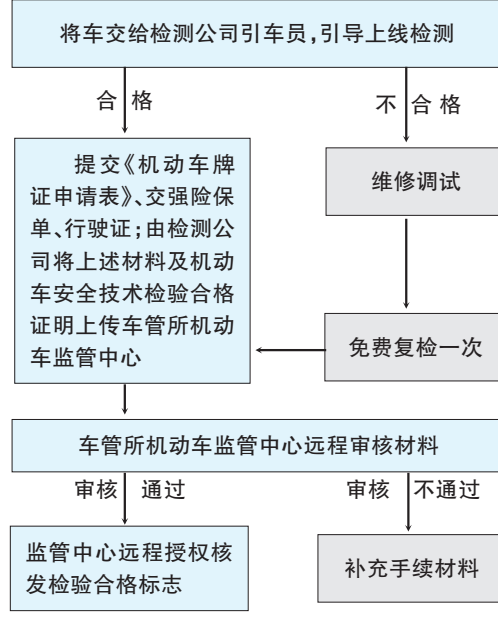 将车交给检测公司引车员,引导上线检测
合格
不合格
提交《机动车牌
证申请表》、交强险保
单、行驶证;由检测公
司将上述材料及机动
车安全技术检验合格
证明上传车管所机动
车监管中心
维修调试
免费复检一次
车管所机动车监管中心远程审核材料
审核通过
审核不通过
监管中心远程授权核
发检验合格标志
补充手续材料